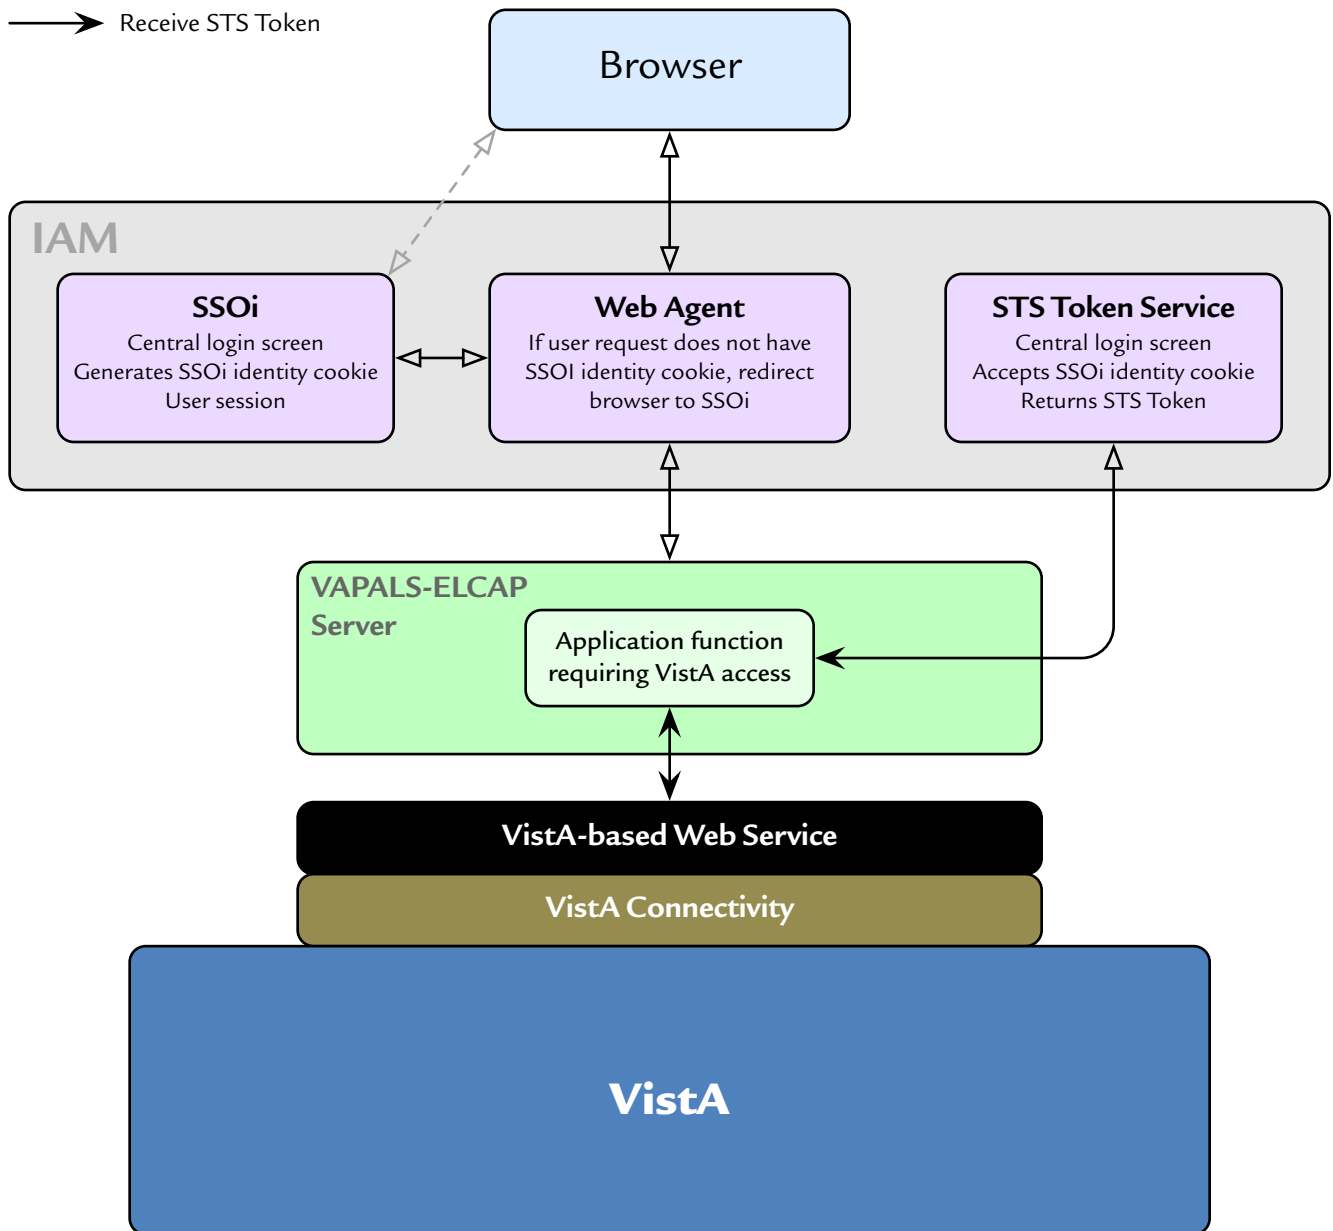 Receive STS Token
Browser
IAM
SSOi
Central login screen
Generates SSOi identity cookie
User session
Web Agent
If user request does not have
SSOI identity cookie, redirect
browser to SSOi
STS Token Service
Central login screen
Accepts SSOi identity cookie
Returns STS Token
VAPALS-ELCAP
Server
Application function
requiring VistA access
VistA-based Web Service
VistA Connectivity
VistA